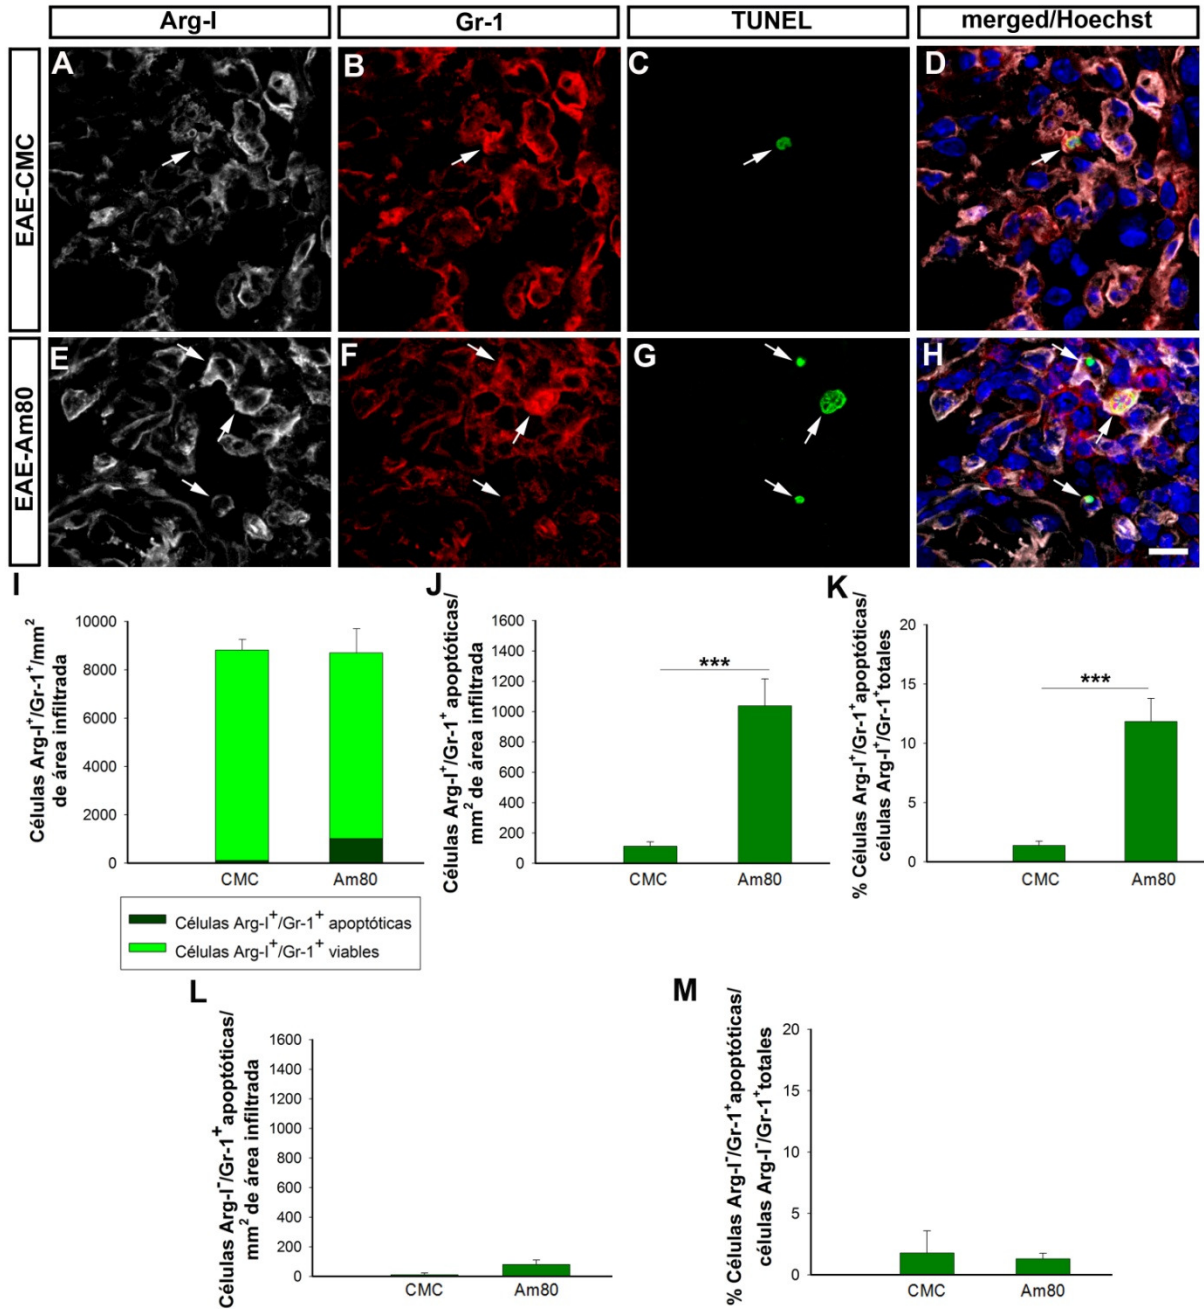 Arg-I Gr-1 TUNEL merged/Hoechst
EAE-CMC
A B C D
EAE-Am80
E F G H
I
Células Arg-I⁺/Gr-1⁺/mm²
de área infiltrada
10000
8000
6000
4000
2000
0
CMC Am80
Células Arg-I⁺/Gr-1⁺ apoptóticas
Células Arg-I⁺/Gr-1⁺ viables
J
Células Arg-I⁺/Gr-1⁺ apoptóticas/
mm² de área infiltrada
1600
1400
1200
1000
800
600
400
200
0
***
CMC Am80
K
% Células Arg-I⁺/Gr-1⁺apoptóticas/
células Arg-I⁺/Gr-1⁺totales
20
15
10
5
0
***
CMC Am80
L
Células Arg-I⁻/Gr-1⁺ apoptóticas/
mm² de área infiltrada
1600
1400
1200
1000
800
600
400
200
0
CMC Am80
M
% Células Arg-I⁻/Gr-1⁺apoptóticas/
células Arg-I⁻/Gr-1⁺totales
20
15
10
5
0
CMC Am80